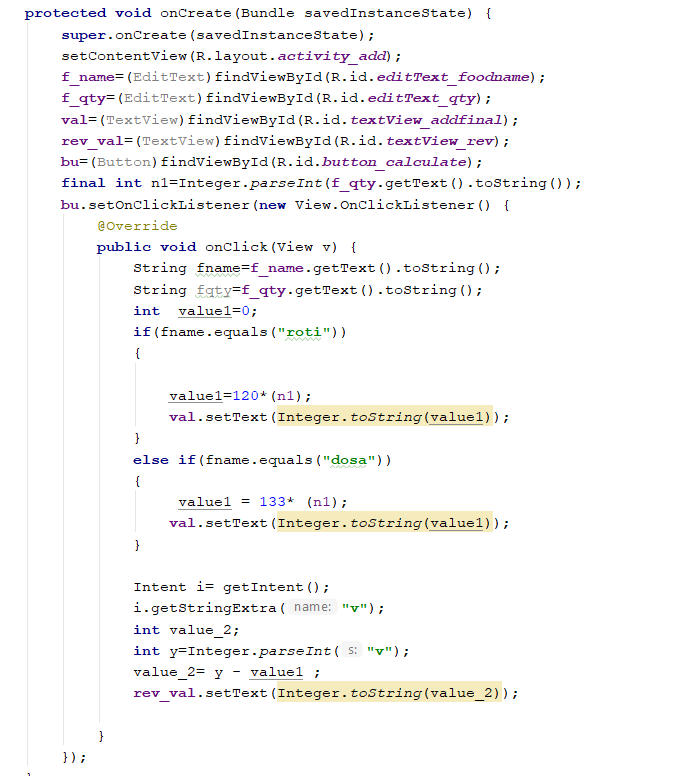 protected void onCreate(Bundle savedInstanceState) {
super.onCreate(savedInstanceState);
setContentView(R.layout.activity_add);
f_name=(EditText)findViewById(R.id.editText_foodname);
f_qty=(EditText)findViewById(R.id.editText_qty);
val=(TextView)findViewById(R.id.textView_addfinal);
rev_val=(TextView)findViewById(R.id.textView_rev);
bu=(Button)findViewById(R.id.button_calculate);
final int n1=Integer.parseInt(f_qty.getText().toString());
bu.setOnClickListener(new View.OnClickListener() {
@Override
public void onClick(View v) {
String fname=f_name.getText().toString();
String fqty=f_qty.getText().toString();
int value1=0;
if(fname.equals("roti"))
{
value1=120*(n1);
val.setText(Integer.toString(value1));
}
else if(fname.equals("dosa"))
{
value1 = 133* (n1);
val.setText(Integer.toString(value1));
}
Intent i= getIntent();
i.getStringExtra( name: "v");
int value_2;
int y=Integer.parseInt( s: "v");
value_2= y - value1 ;
rev_val.setText(Integer.toString(value_2));
}
});